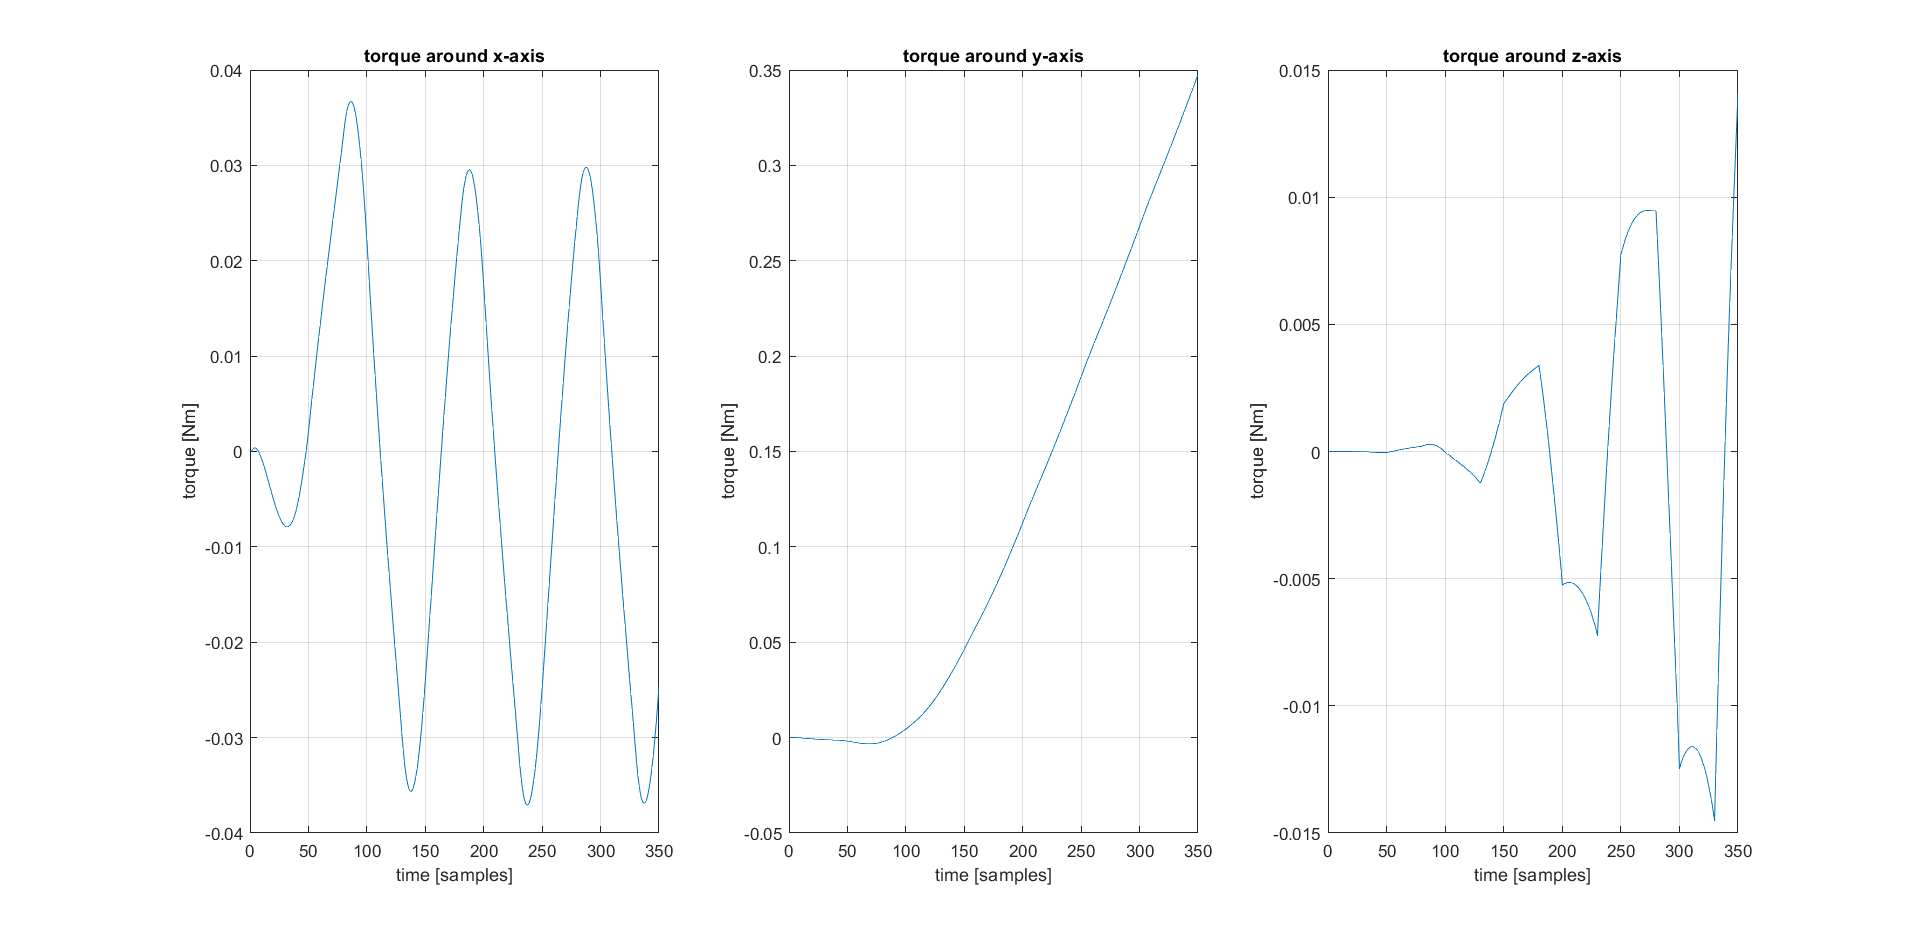 torque around x-axis
torque [Nm]
0.04
0.03
0.02
0.01
0
-0.01
-0.02
-0.03
-0.04
0 50 100 150 200 250 300 350
time [samples]
torque around y-axis
torque [Nm]
0.35
0.3
0.25
0.2
0.15
0.1
0.05
0
-0.05
0 50 100 150 200 250 300 350
time [samples]
torque around z-axis
torque [Nm]
0.015
0.01
0.005
0
-0.005
-0.01
-0.015
0 50 100 150 200 250 300 350
time [samples]